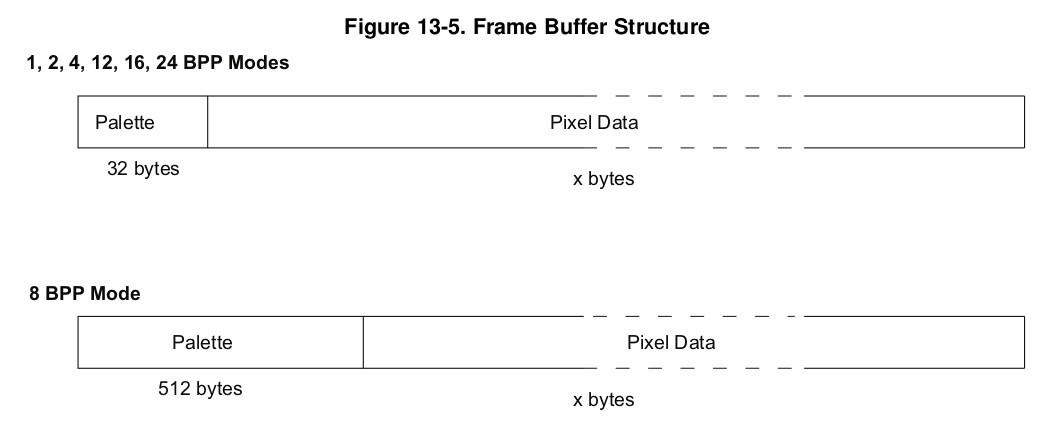 Figure 13-5. Frame Buffer Structure
1, 2, 4, 12, 16, 24 BPP Modes
Palette
Pixel Data
32 bytes
x bytes
8 BPP Mode
Palette
Pixel Data
512 bytes
x bytes